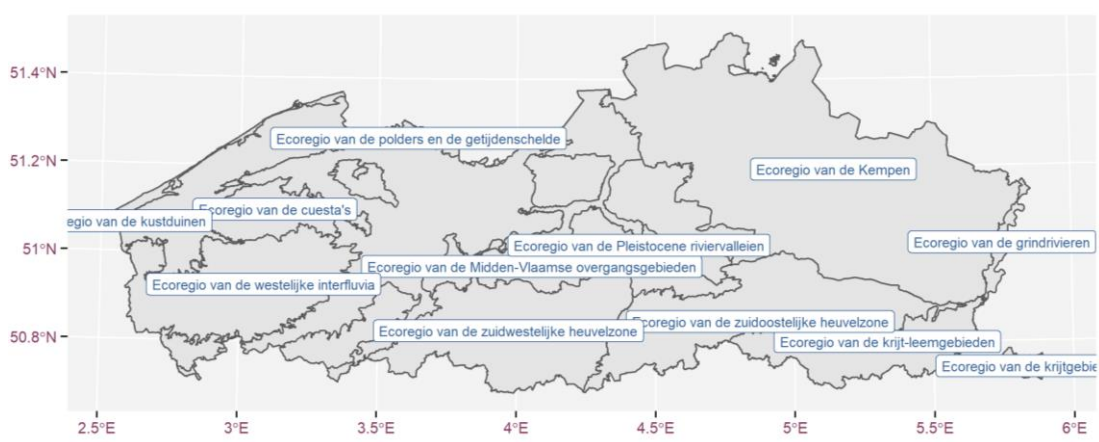 51.4°N
Ecoregio van de polders en de getijdenschelde
51.2°N
Ecoregio van de Kempen
Ecoregio van de cuesta's
egio van de kustduinen
51°N
Ecoregio van de Pleistocene riviervalleien
Ecoregio van de grindrivieren
Ecoregio van de Midden-Vlaamse overgangsgebieden
Ecoregio van de westelijke interfluvia
Ecoregio van de zuidoostelijke heuvelzone
Ecoregio van de zuidwestelijke heuvelzone
50.8°N
Ecoregio van de krijt-leemgebieden
Ecoregio van de krijtgebie
2.5°E 3°E 3.5°E 4°E 4.5°E 5°E 5.5°E 6°E